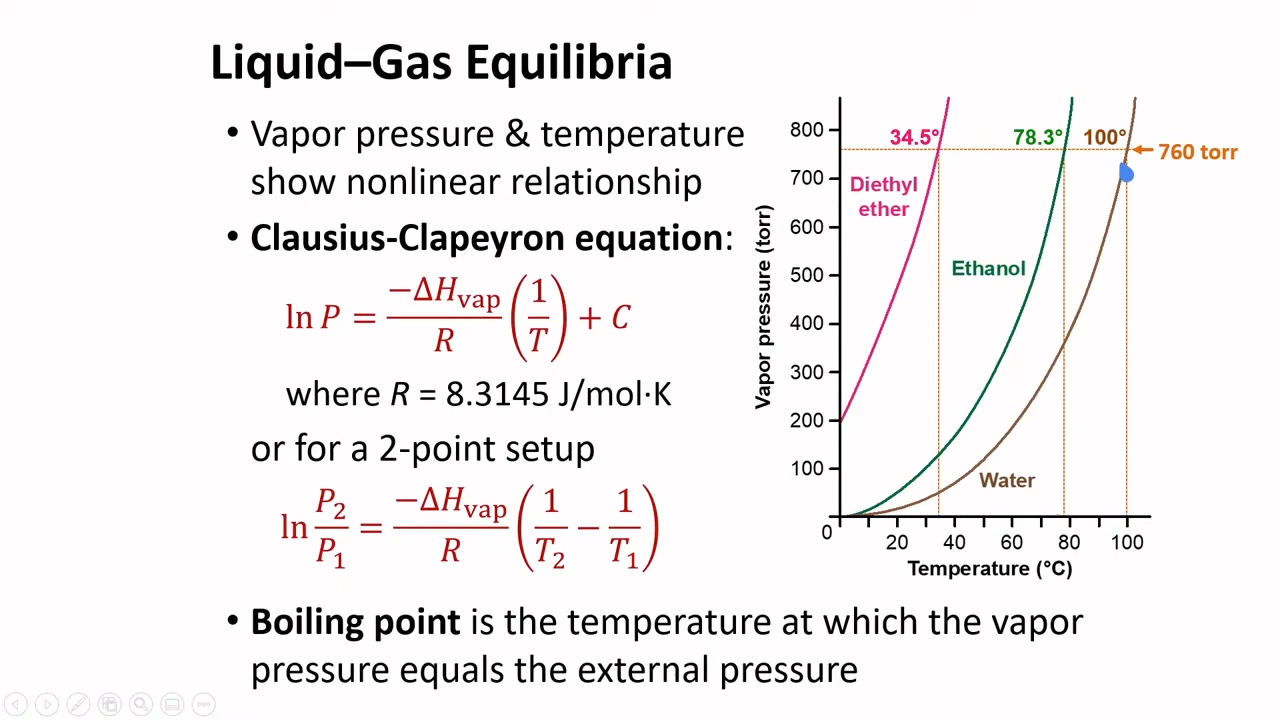 Liquid–Gas Equilibria
• Vapor pressure & temperature
show nonlinear relationship
• Clausius-Clapeyron equation:
ln P = −ΔH_vap / R (1/T) + C
where R = 8.3145 J/mol·K
or for a 2-point setup
ln P₂/P₁ = −ΔH_vap / R (1/T₂ − 1/T₁)
• Boiling point is the temperature at which the vapor
pressure equals the external pressure
34.5°
78.3°
100°
760 torr
Diethyl
ether
Ethanol
Water
Vapor pressure (torr)
800
700
600
500
400
300
200
100
0
20
40
60
80
100
Temperature (°C)